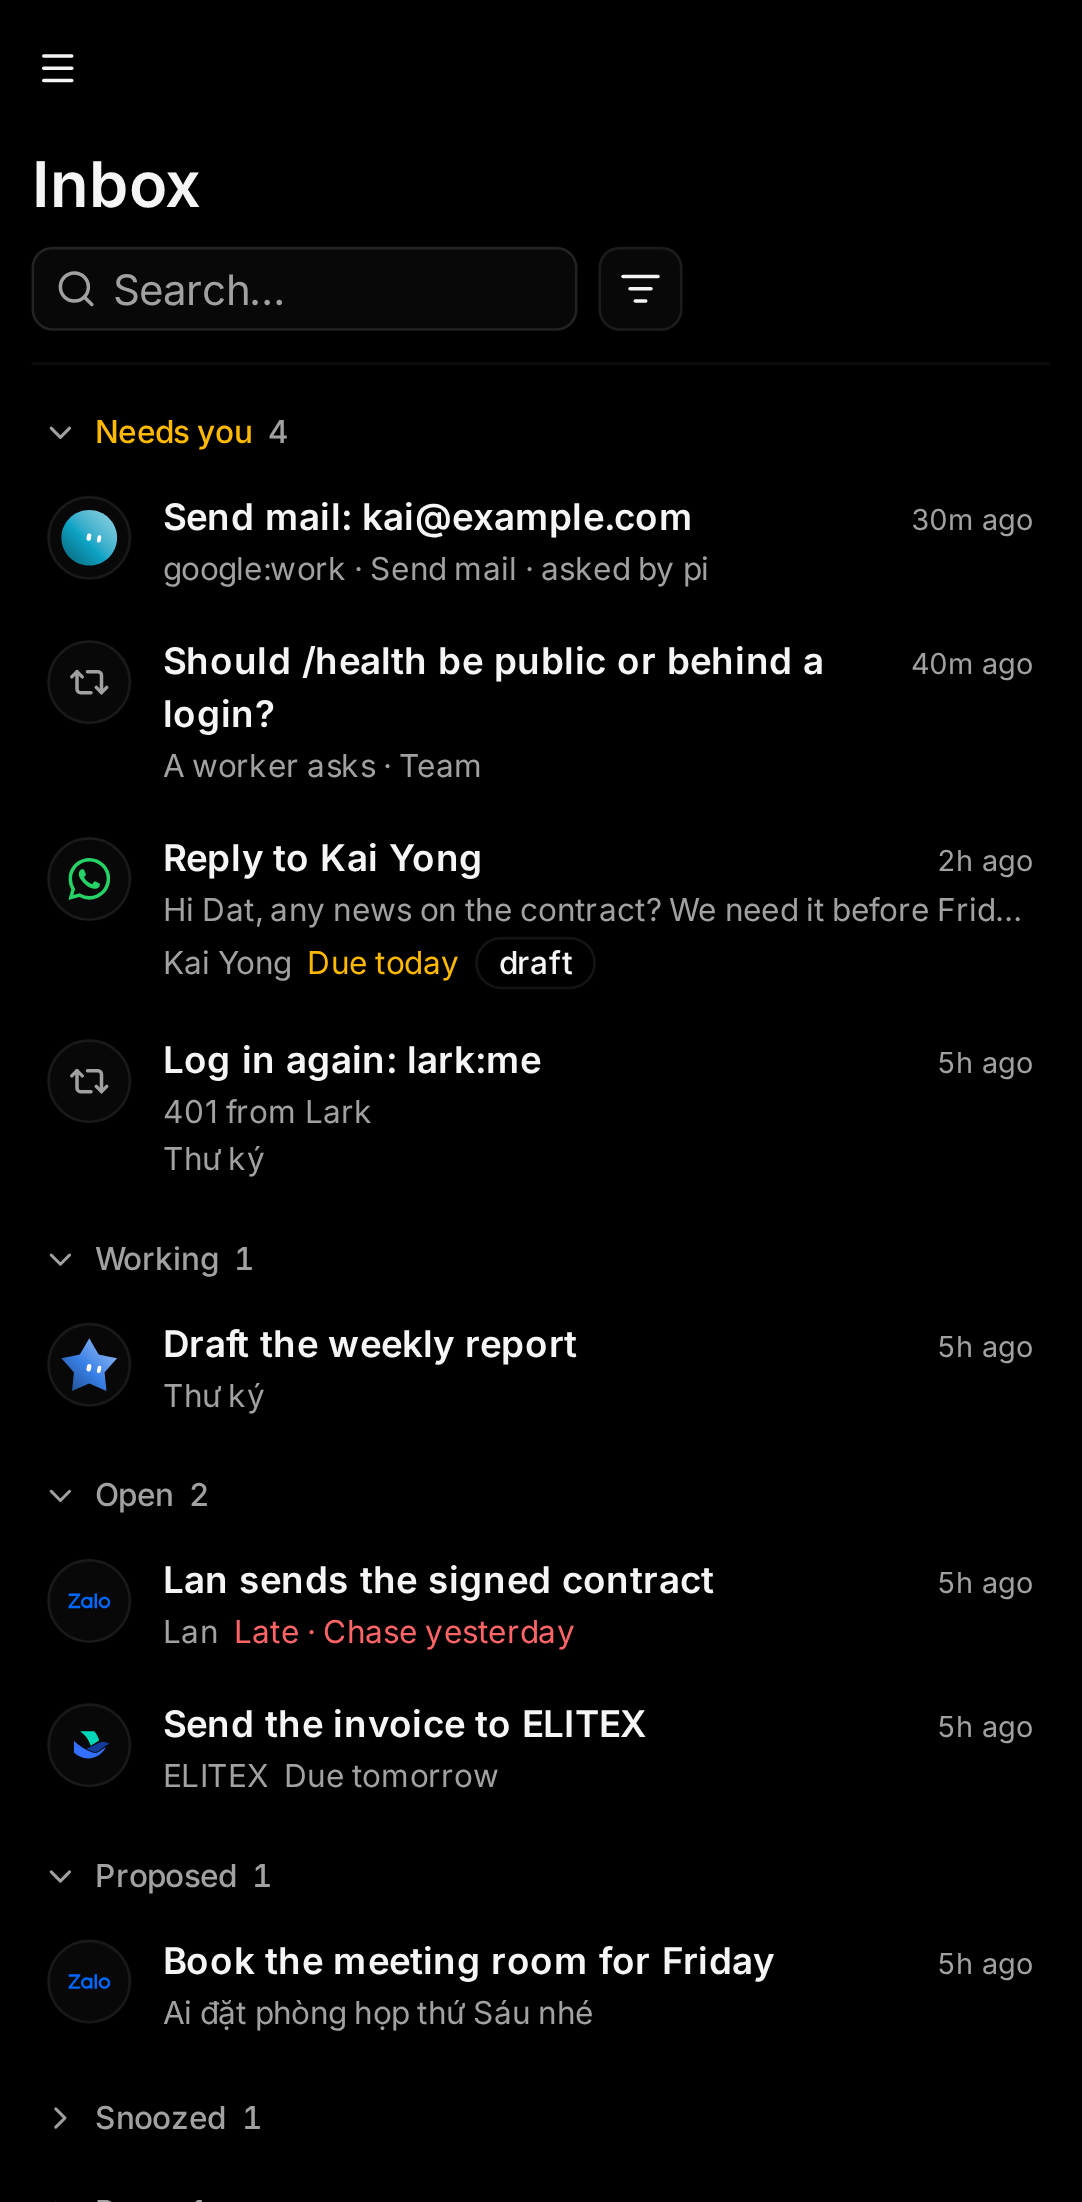 Inbox
Search...
Needs you 4
Send mail: kai@example.com 30m ago
google:work · Send mail · asked by pi
Should /health be public or behind a 40m ago
login?
A worker asks · Team
Reply to Kai Yong 2h ago
Hi Dat, any news on the contract? We need it before Frid...
Kai Yong Due today draft
Log in again: lark:me 5h ago
401 from Lark
Thư ký
Working 1
Draft the weekly report 5h ago
Thư ký
Open 2
Zalo
Lan sends the signed contract 5h ago
Lan Late · Chase yesterday
Send the invoice to ELITEX 5h ago
ELITEX Due tomorrow
Proposed 1
Zalo
Book the meeting room for Friday 5h ago
Ai đặt phòng họp thứ Sáu nhé
Snoozed 1